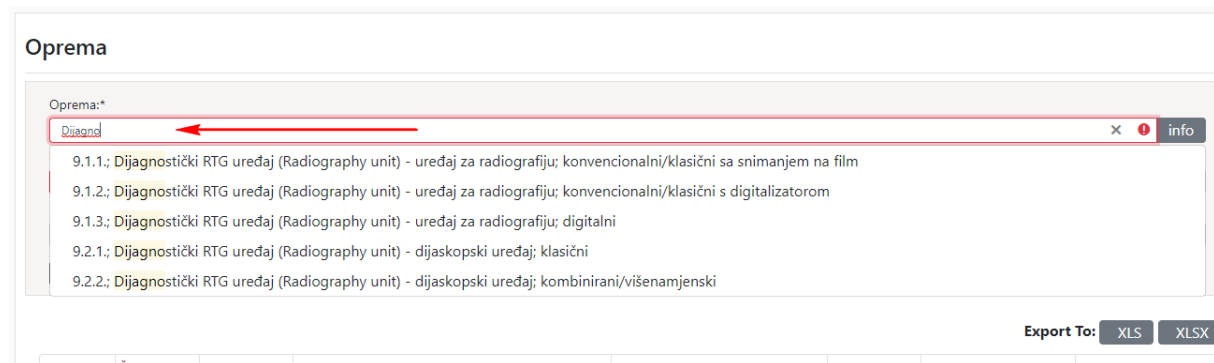 Oprema
Oprema:*
Dijagno
info
9.1.1.; Dijagnostički RTG uređaj (Radiography unit) - uređaj za radiografiju; konvencionalni/klasični sa snimanjem na film
9.1.2.; Dijagnostički RTG uređaj (Radiography unit) - uređaj za radiografiju; konvencionalni/klasični s digitalizatorom
9.1.3.; Dijagnostički RTG uređaj (Radiography unit) - uređaj za radiografiju; digitalni
9.2.1.; Dijagnostički RTG uređaj (Radiography unit) - dijaskopski uređaj; klasični
9.2.2.; Dijagnostički RTG uređaj (Radiography unit) - dijaskopski uređaj; kombinirani/višenamjenski
Export To: XLS XLSX